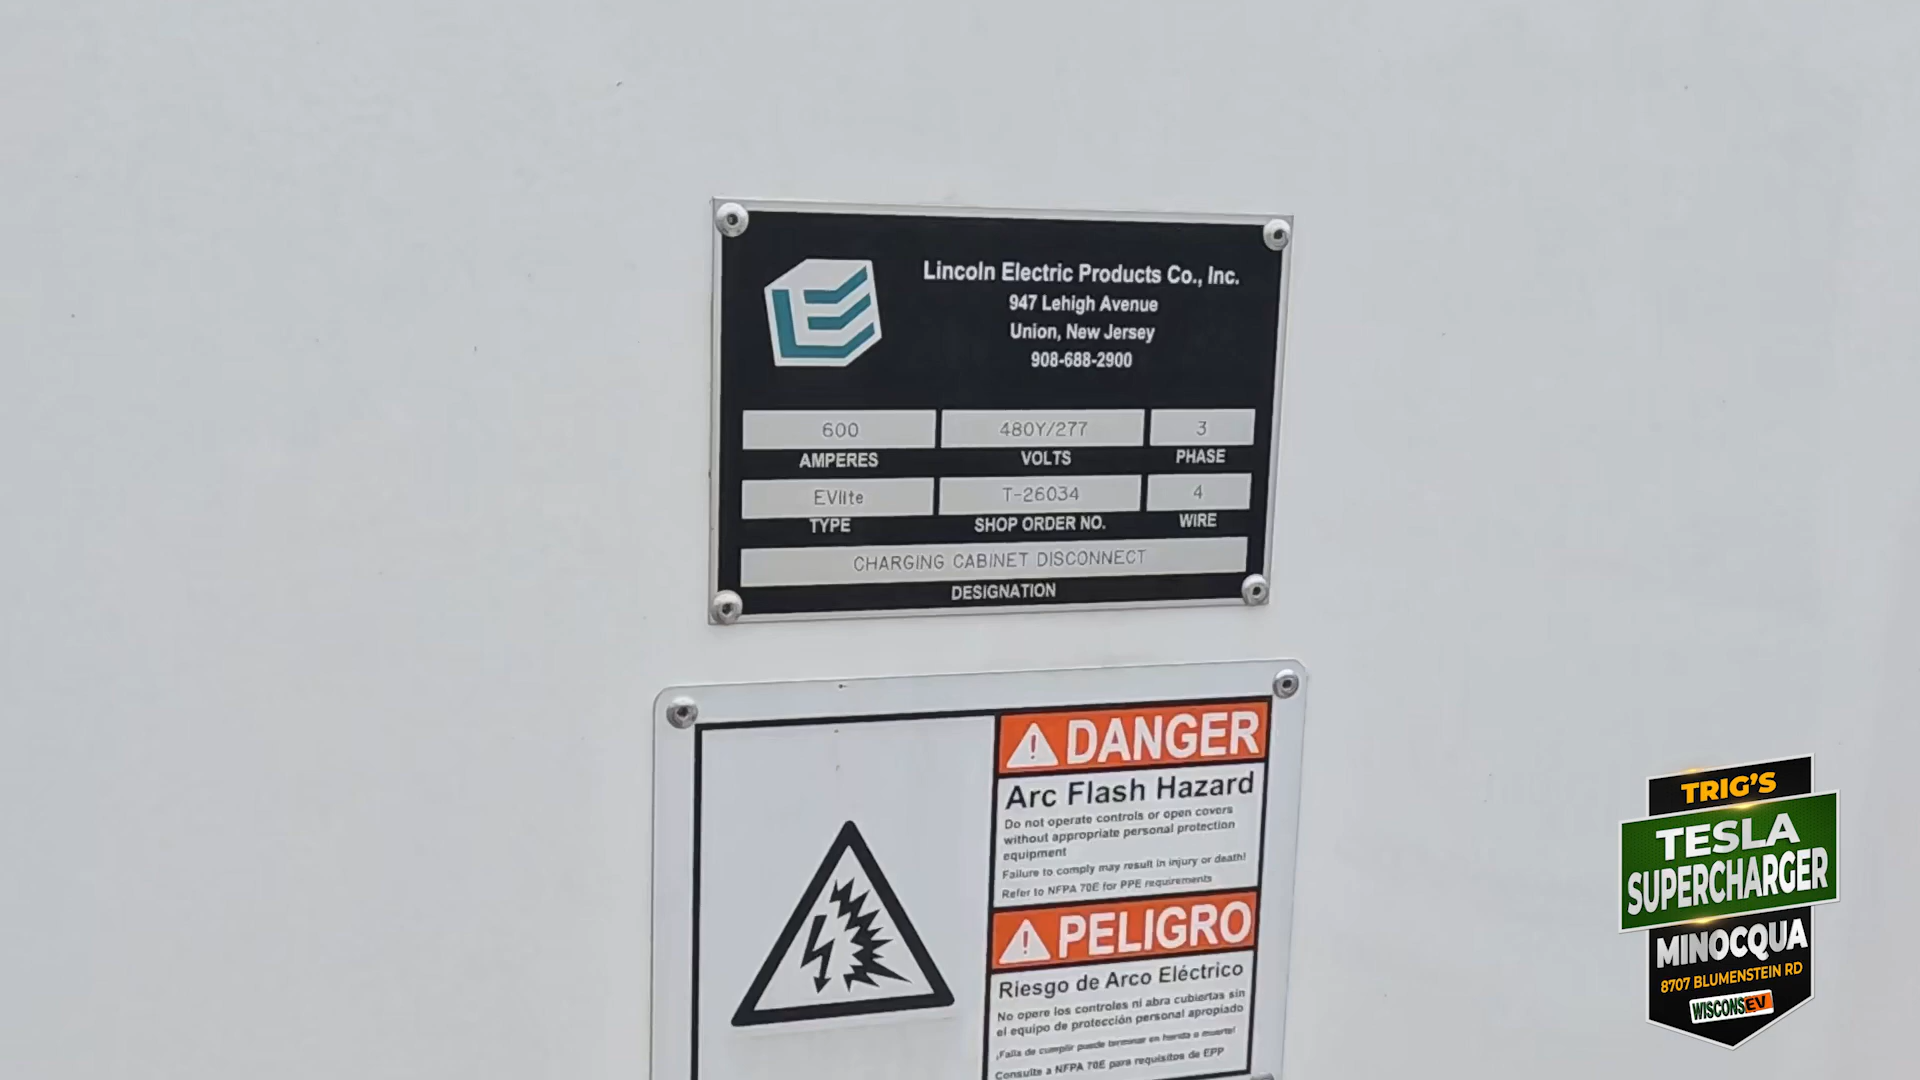 Lincoln Electric Products Co., Inc.
947 Lehigh Avenue
Union, New Jersey
908-688-2900
600 480Y/277 3
AMPERES VOLTS PHASE
EVlite T-26034 4
TYPE SHOP ORDER NO. WIRE
CHARGING CABINET DISCONNECT
DESIGNATION
DANGER
Arc Flash Hazard
Do not operate controls or open covers
without appropriate personal protection
equipment
Failure to comply may result in injury or death!
Refer to NFPA 70E for PPE requirements
PELIGRO
Riesgo de Arco Eléctrico
No opere los controles ni abra cubiertas sin
el equipo de protección personal apropiado
¡Falla de cumplir puede terminar en herida o muerte!
Consulte a NFPA 70E para requisitos de EPP
TRIG'S
TESLA
SUPERCHARGER
MINOCQUA
8707 BLUMENSTEIN RD
WISCONSEV